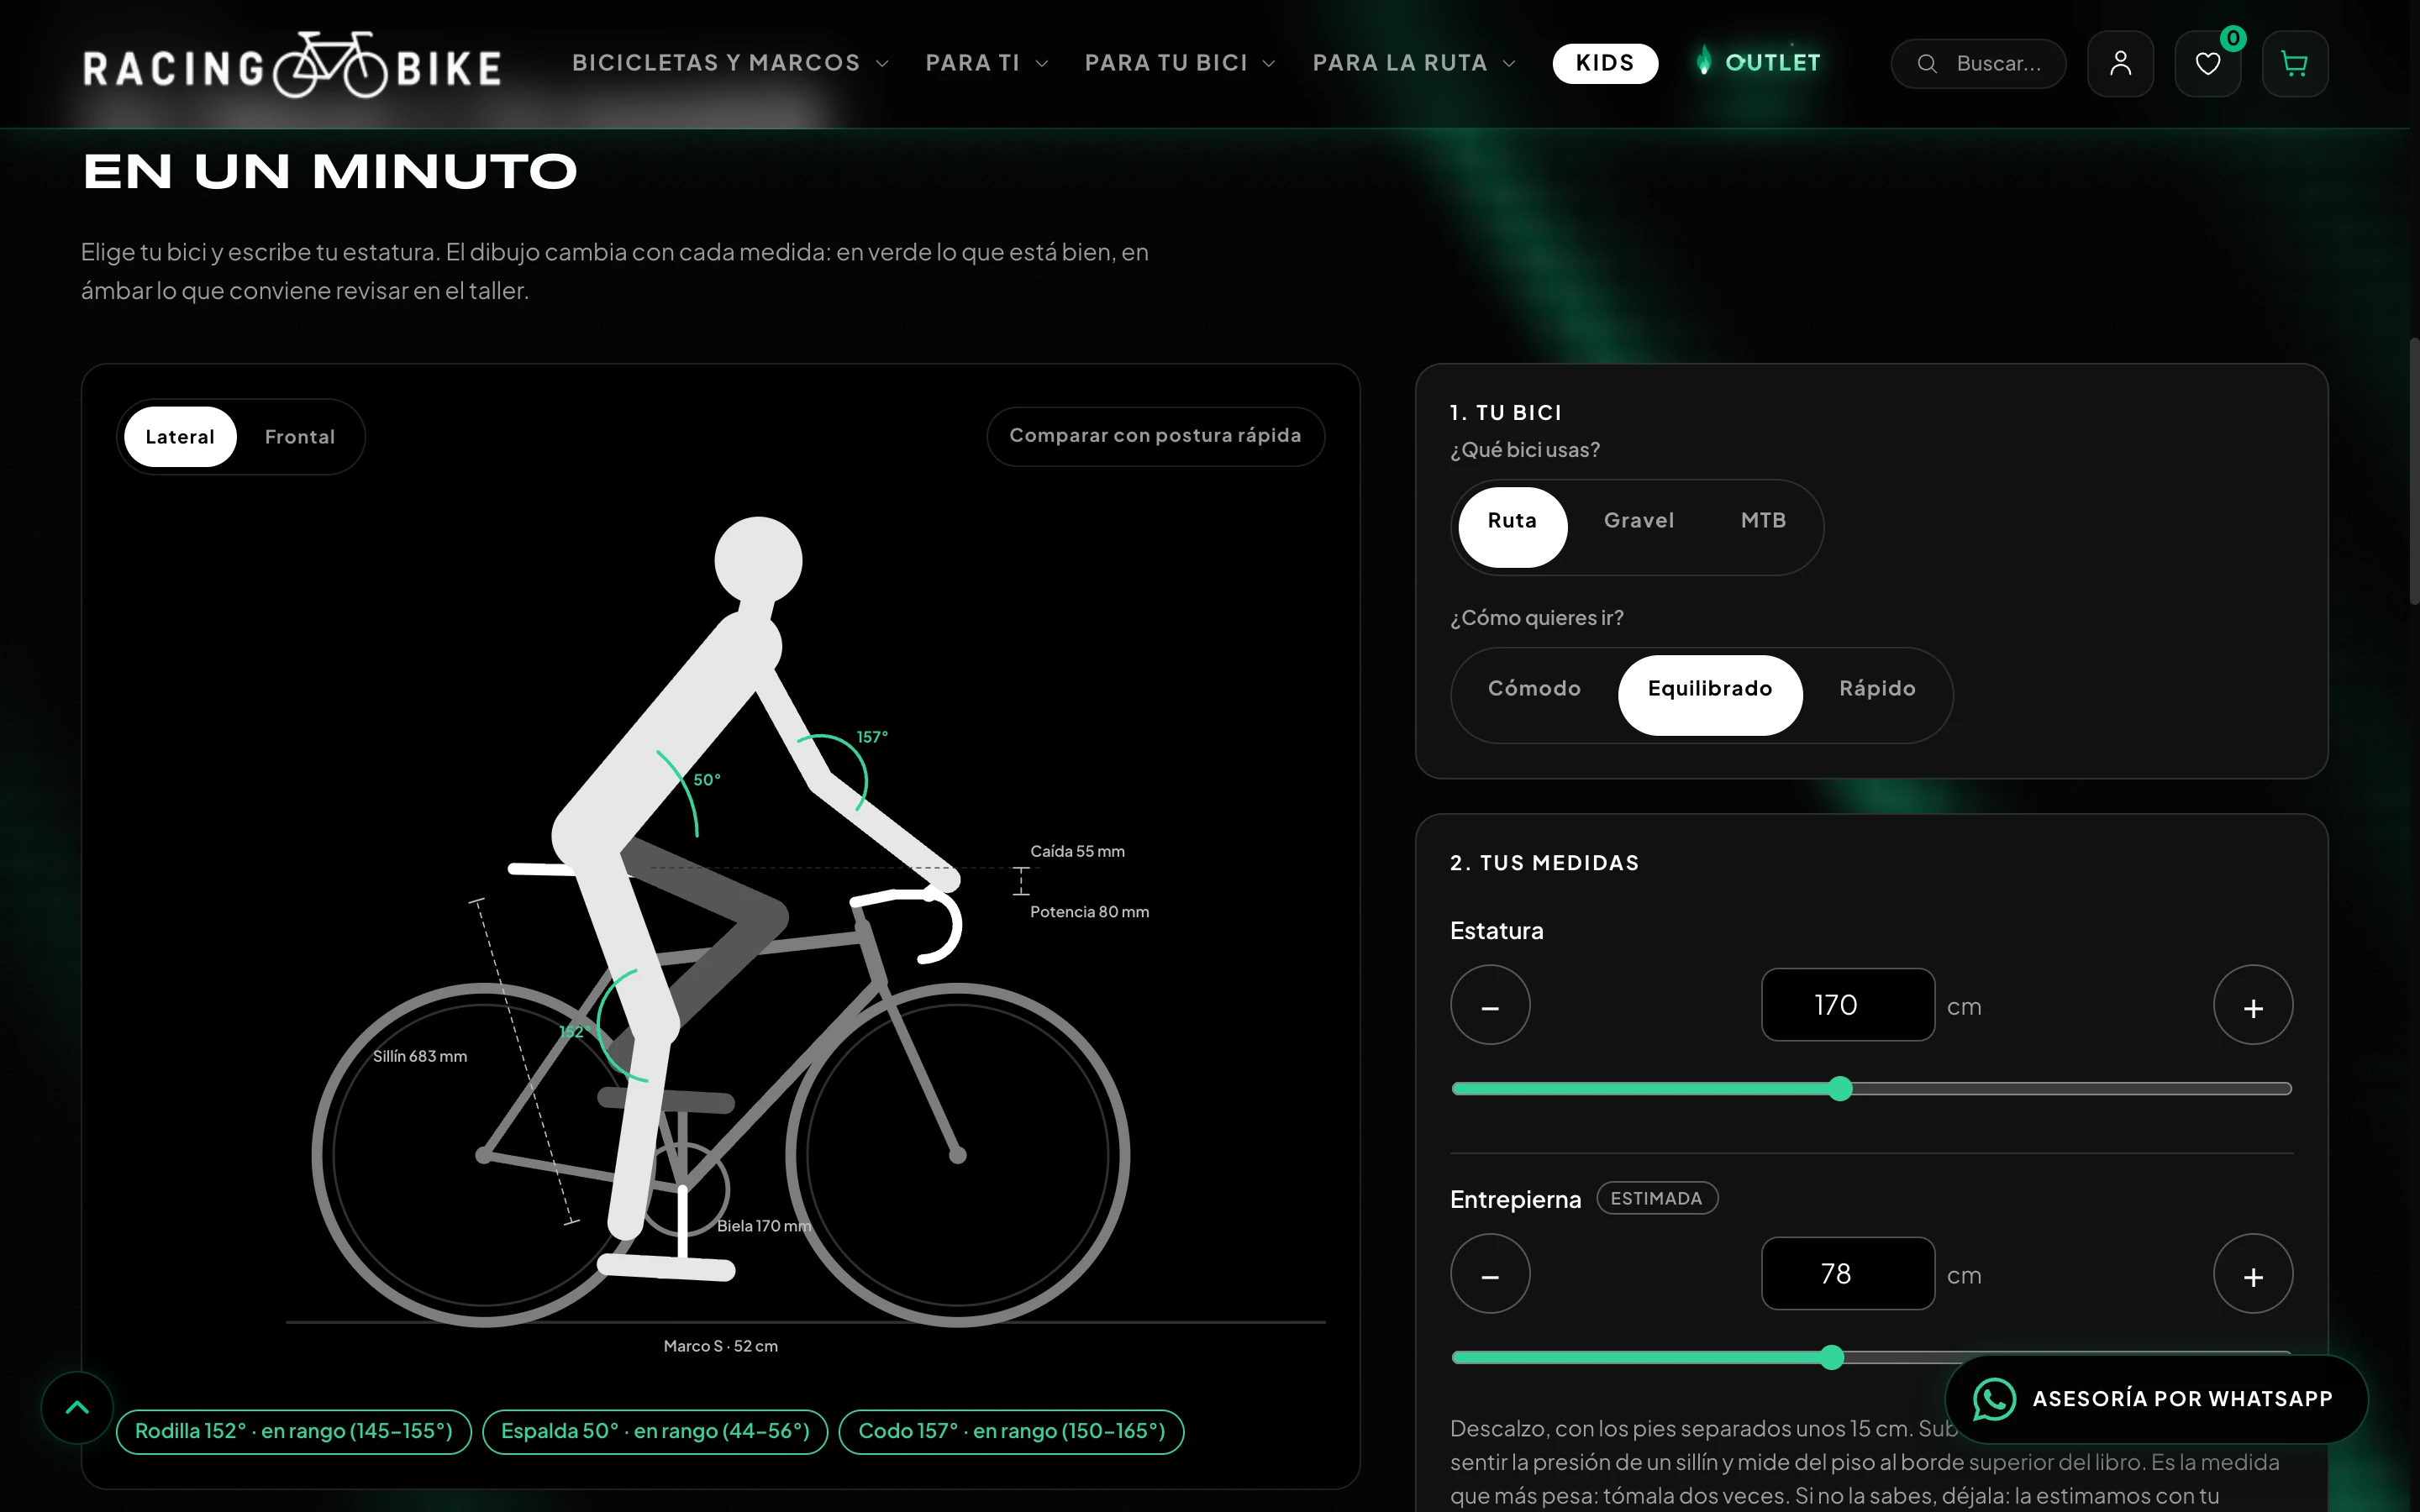 RACING BIKE
BICICLETAS Y MARCOS
PARA TI
PARA TU BICI
PARA LA RUTA
KIDS
OUTLET
Buscar...
0
EN UN MINUTO
Elige tu bici y escribe tu estatura. El dibujo cambia con cada medida: en verde lo que está bien, en
ámbar lo que conviene revisar en el taller.
Lateral
Frontal
Comparar con postura rápida
157°
50°
Caída 55 mm
Potencia 80 mm
152°
Sillín 683 mm
Biela 170 mm
Marco S · 52 cm
Rodilla 152° · en rango (145–155°)
Espalda 50° · en rango (44–56°)
Codo 157° · en rango (150–165°)
1. TU BICI
¿Qué bici usas?
Ruta
Gravel
MTB
¿Cómo quieres ir?
Cómodo
Equilibrado
Rápido
2. TUS MEDIDAS
Estatura
−
170
cm
+
Entrepierna
ESTIMADA
−
78
cm
+
ASESORÍA POR WHATSAPP
Descalzo, con los pies separados unos 15 cm.
sentir la presión de un sillín y mide del piso al borde superior del libro. Es la medida
que más pesa: tómala dos veces. Si no la sabes, déjala: la estimamos con tu